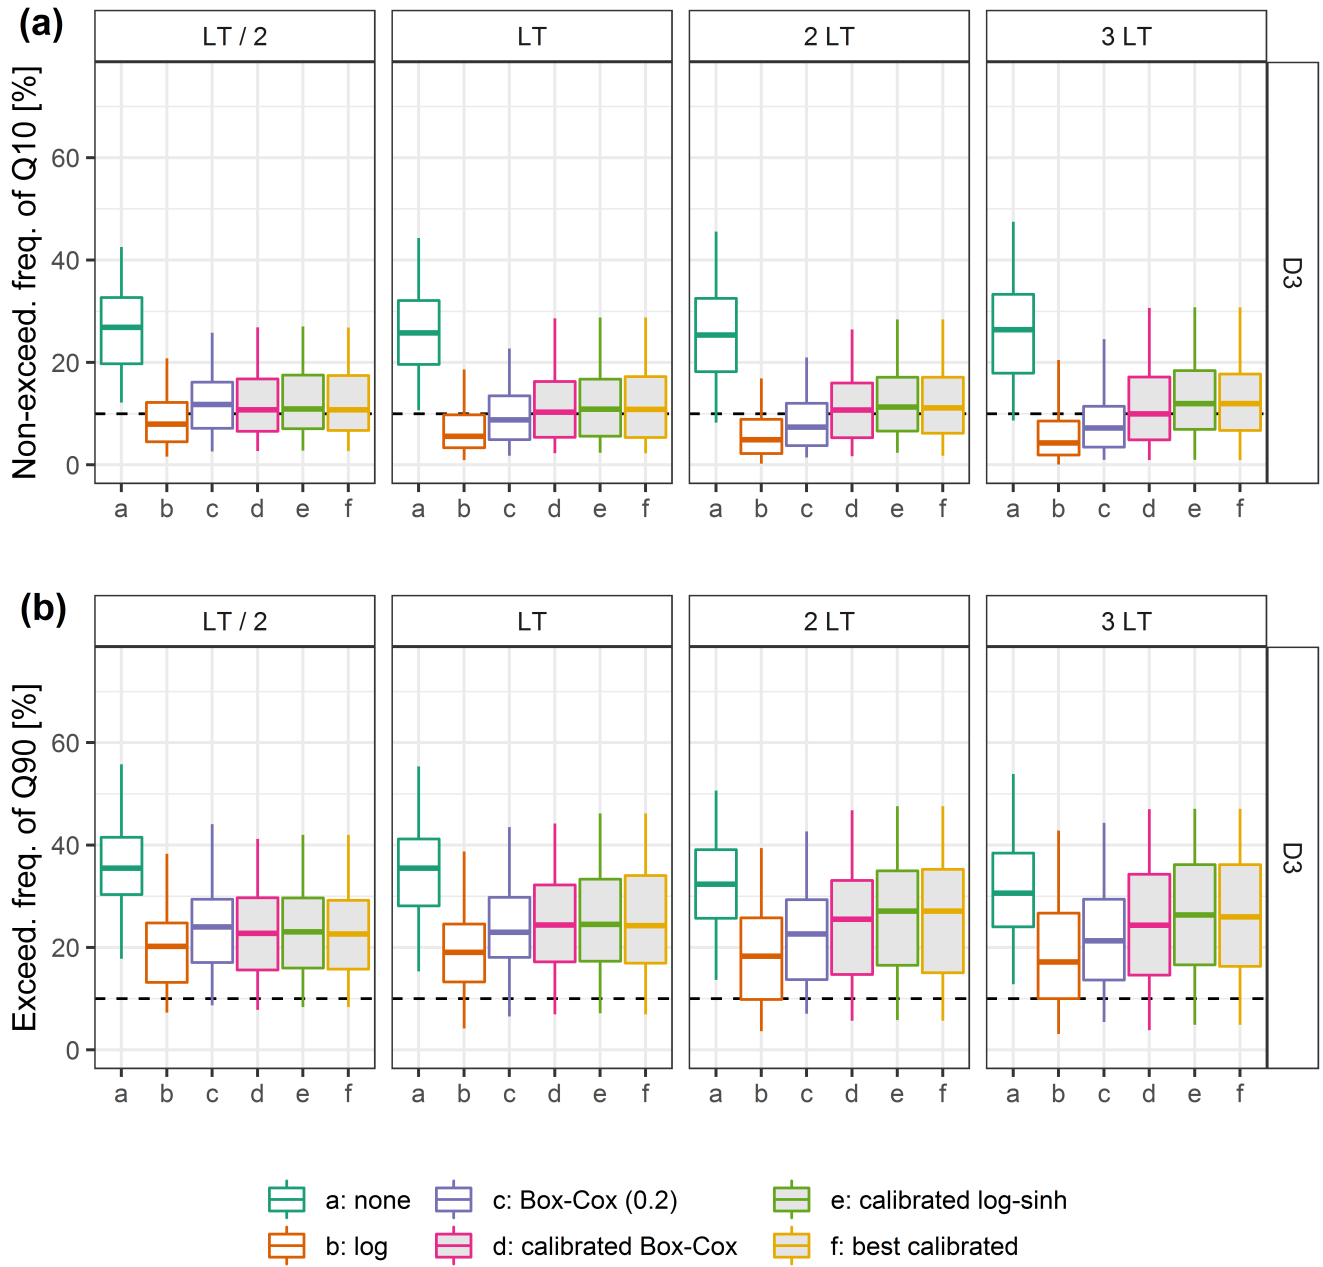 (a)
LT / 2 LT 2 LT 3 LT
Non-exceed. freq. of Q10 [%]
60
40
20
0
D3
a b c d e f a b c d e f a b c d e f a b c d e f
(b)
LT / 2 LT 2 LT 3 LT
Exceed. freq. of Q90 [%]
60
40
20
0
D3
a b c d e f a b c d e f a b c d e f a b c d e f
a: none c: Box-Cox (0.2) e: calibrated log-sinh
b: log d: calibrated Box-Cox f: best calibrated